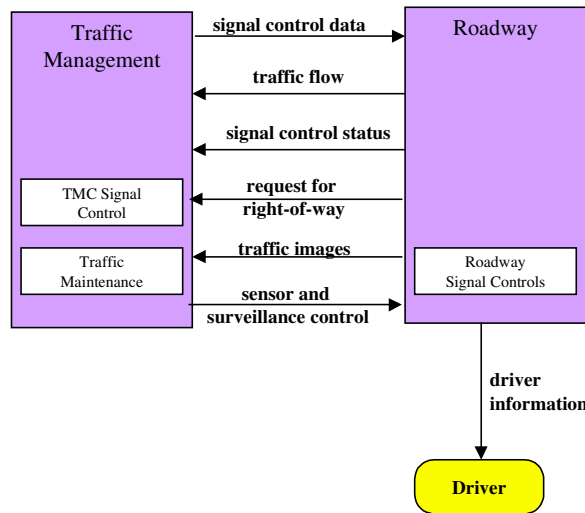 Traffic
Management
signal control data
Roadway
traffic flow
signal control status
TMC Signal
Control
request for
right-of-way
Traffic
Maintenance
traffic images
Roadway
Signal Controls
sensor and
surveillance control
driver
information
Driver